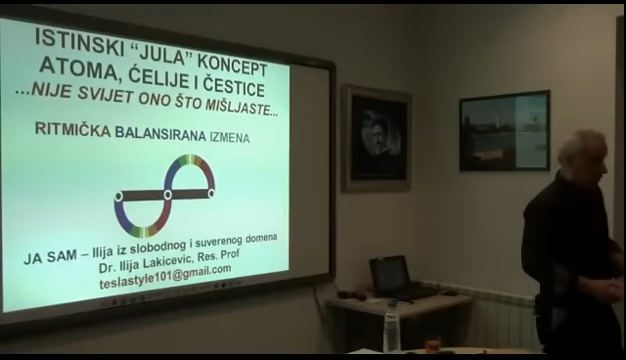 ISTINSKI “JULA” KONCEPT
ATOMA, ĆELIJE I ČESTICE
...NIJE SVIJET ONO ŠTO MIŠLJASTE...
RITMIČKA BALANSIRANA IZMENA
JA SAM – Ilija iz slobodnog i suverenog domena
Dr. Ilija Lakicevic, Res. Prof
teslastyle101@gmail.com